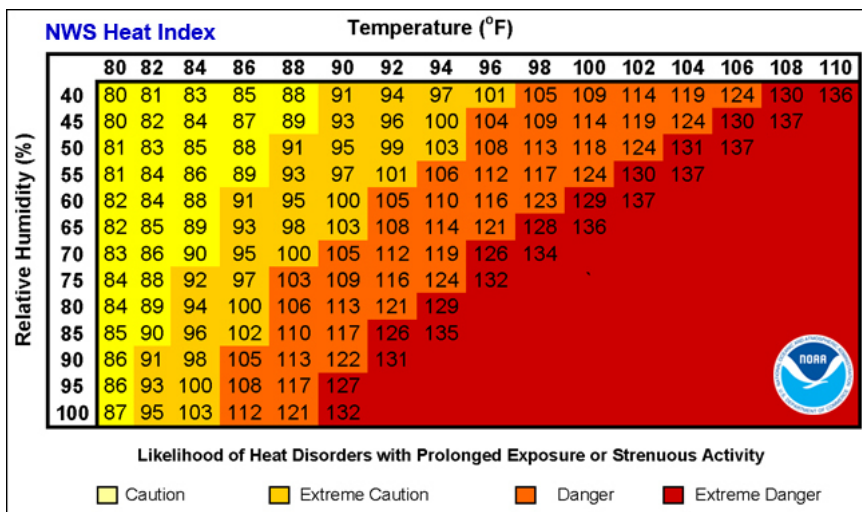 NWS Heat Index Temperature (°F)
80 82 84 86 88 90 92 94 96 98 100 102 104 106 108 110
Relative Humidity (%)
40 80 81 83 85 88 91 94 97 101 105 109 114 119 124 130 136
45 80 82 84 87 89 93 96 100 104 109 114 119 124 130 137
50 81 83 85 88 91 95 99 103 108 113 118 124 131 137
55 81 84 86 89 93 97 101 106 112 117 124 130 137
60 82 84 88 91 95 100 105 110 116 123 129 137
65 82 85 89 93 98 103 108 114 121 128 136
70 83 86 90 95 100 105 112 119 126 134
75 84 88 92 97 103 109 116 124 132
80 84 89 94 100 106 113 121 129
85 85 90 96 102 110 117 126 135
90 86 91 98 105 113 122 131
95 86 93 100 108 117 127
100 87 95 103 112 121 132
NOAA
Likelihood of Heat Disorders with Prolonged Exposure or Strenuous Activity
Caution Extreme Caution Danger Extreme Danger